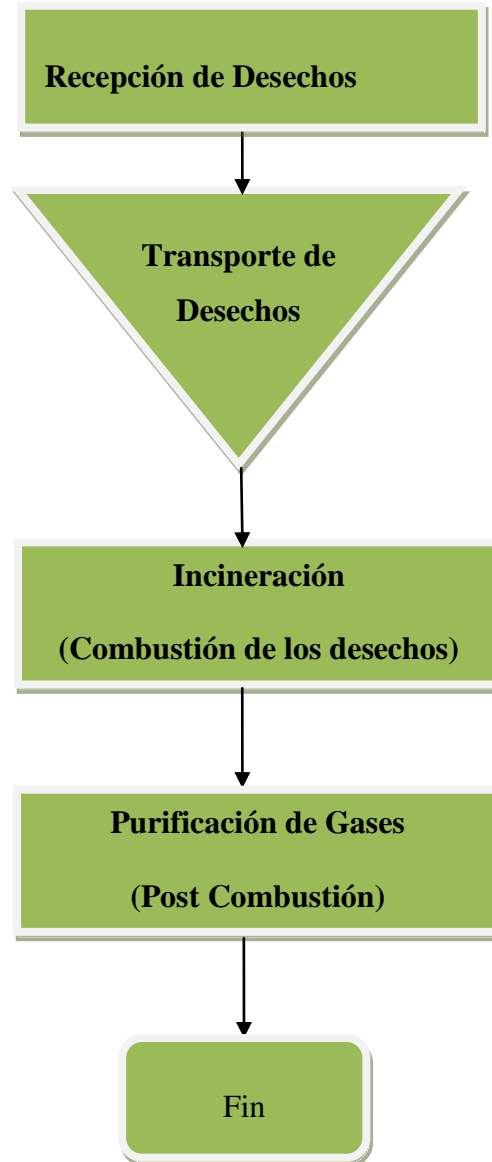 Recepción de Desechos
Transporte de
Desechos
Incineración
(Combustión de los desechos)
Purificación de Gases
(Post Combustión)
Fin